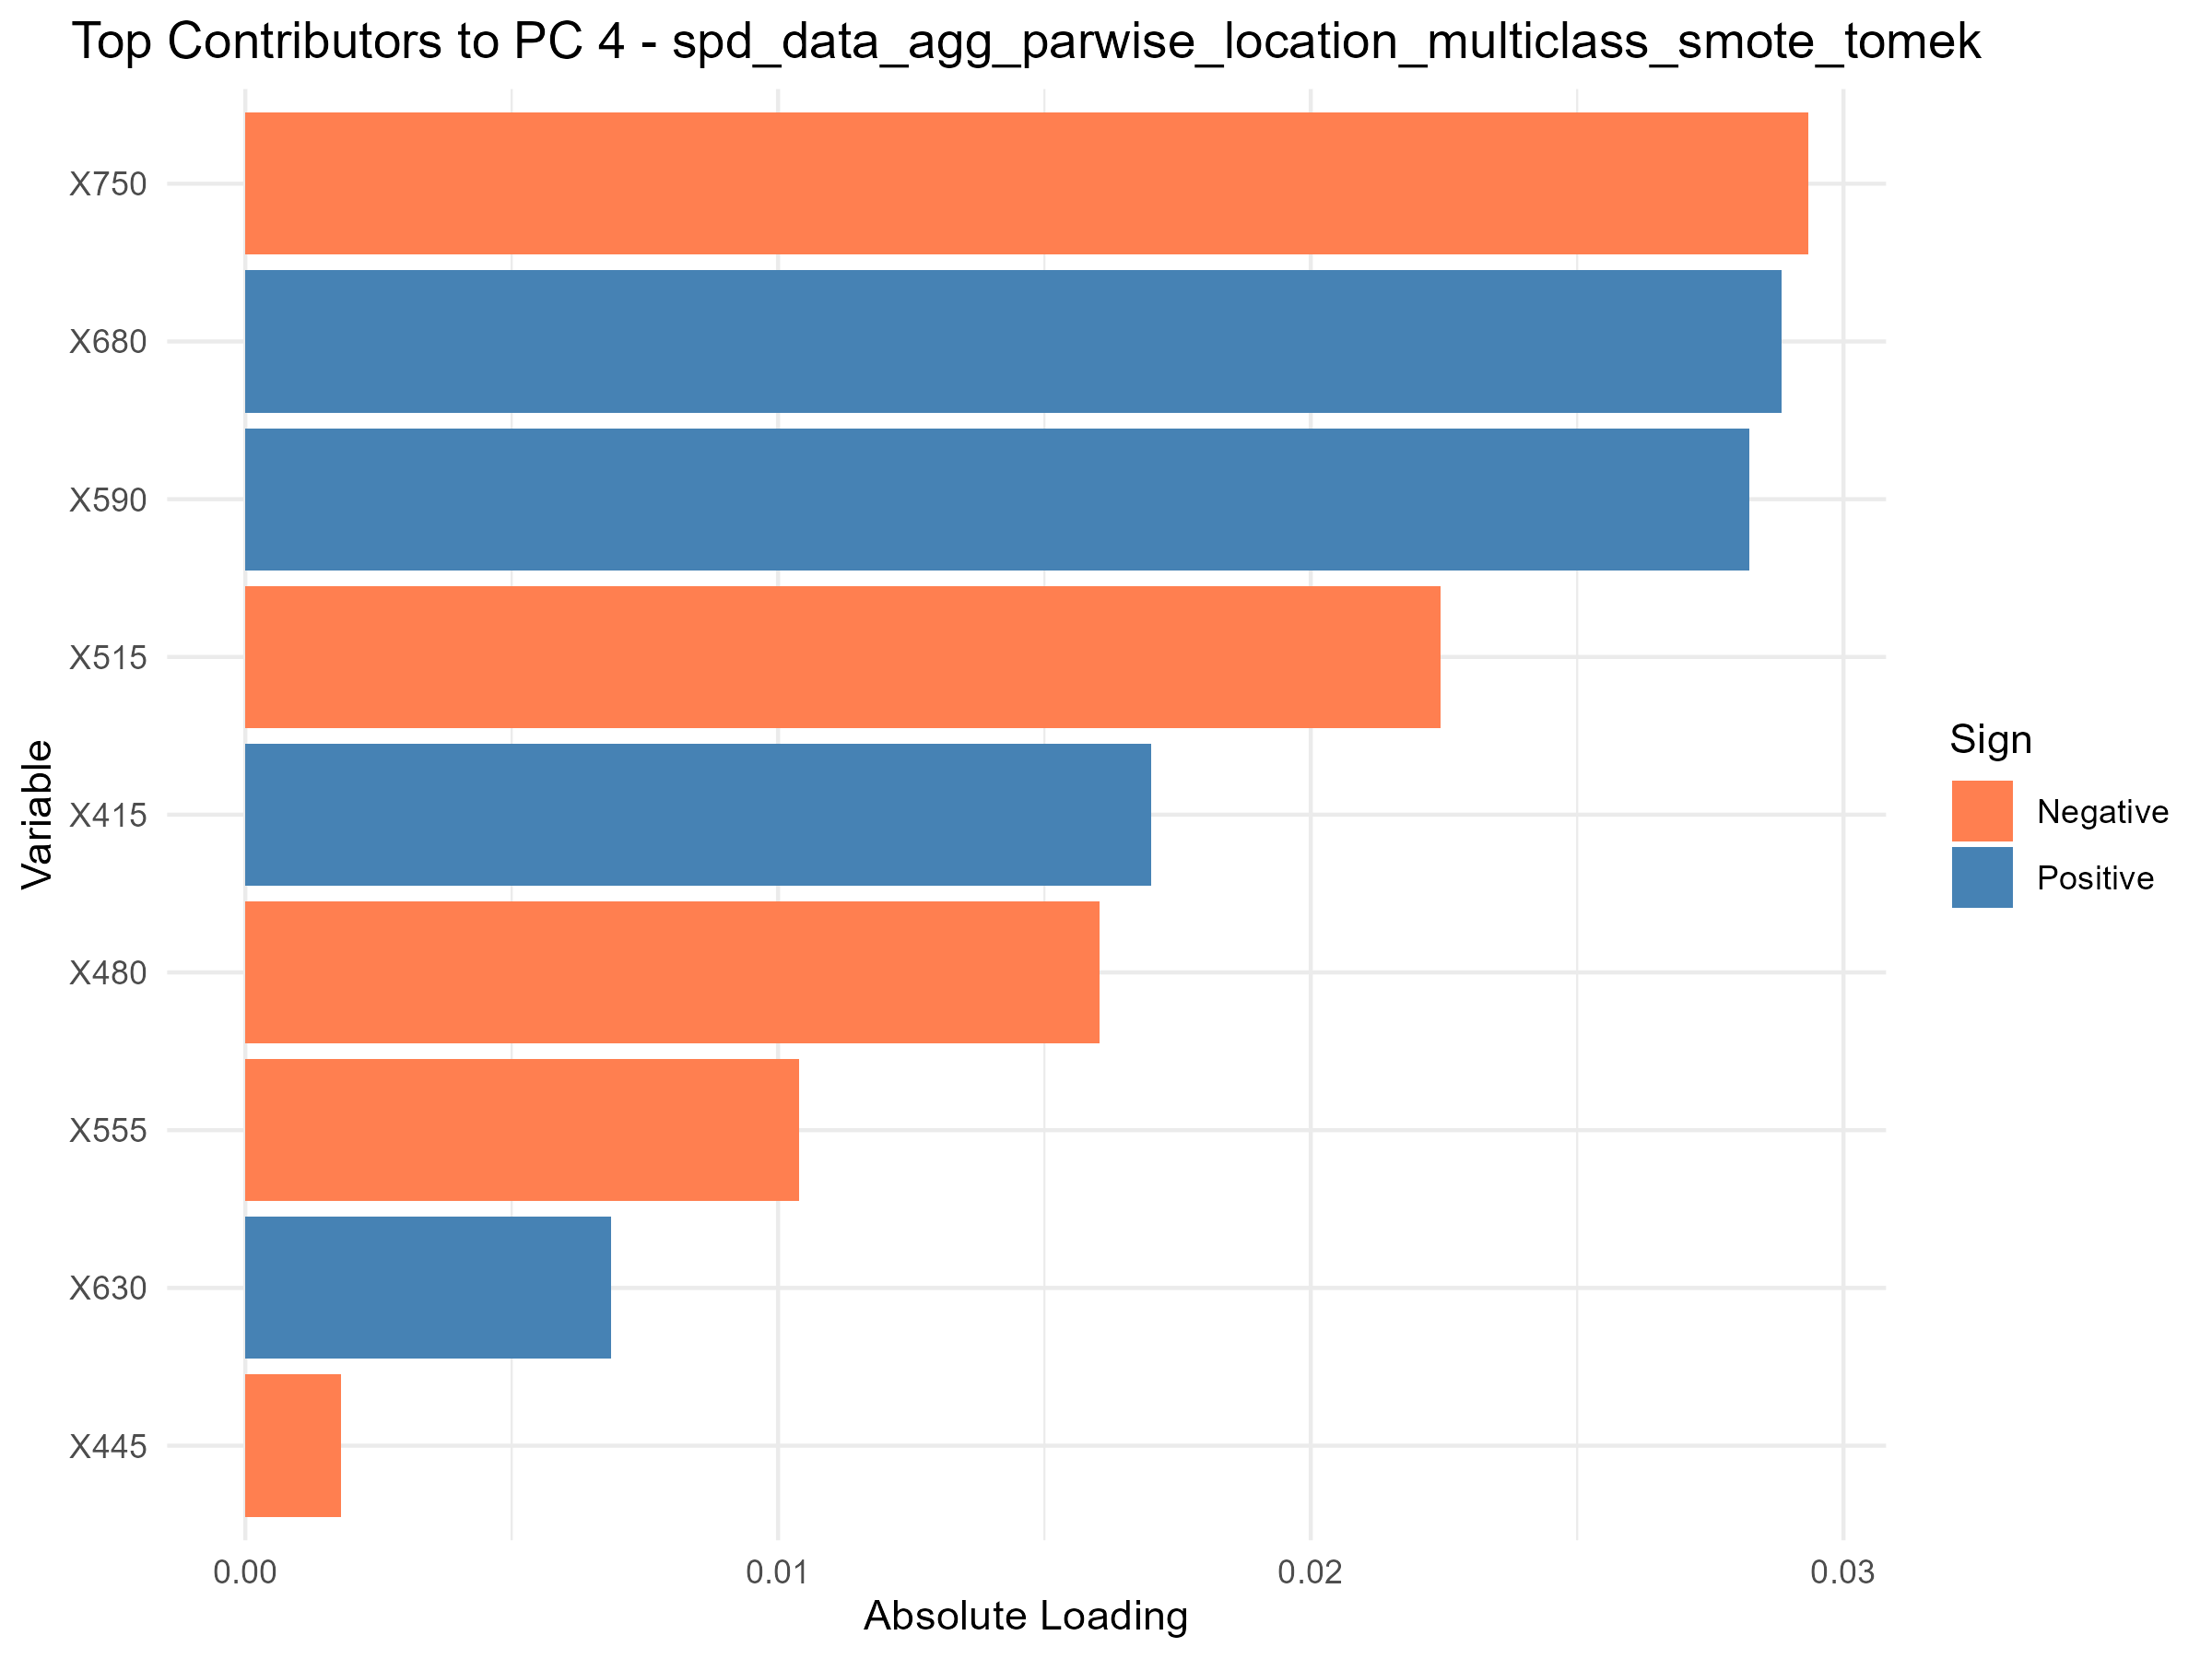 Top Contributors to PC 4 - spd_data_agg_parwise_location_multiclass_smote_tomek
Variable
X750
X680
X590
X515
X415
X480
X555
X630
X445
0.00 0.01 0.02 0.03
Absolute Loading
Sign
Negative
Positive